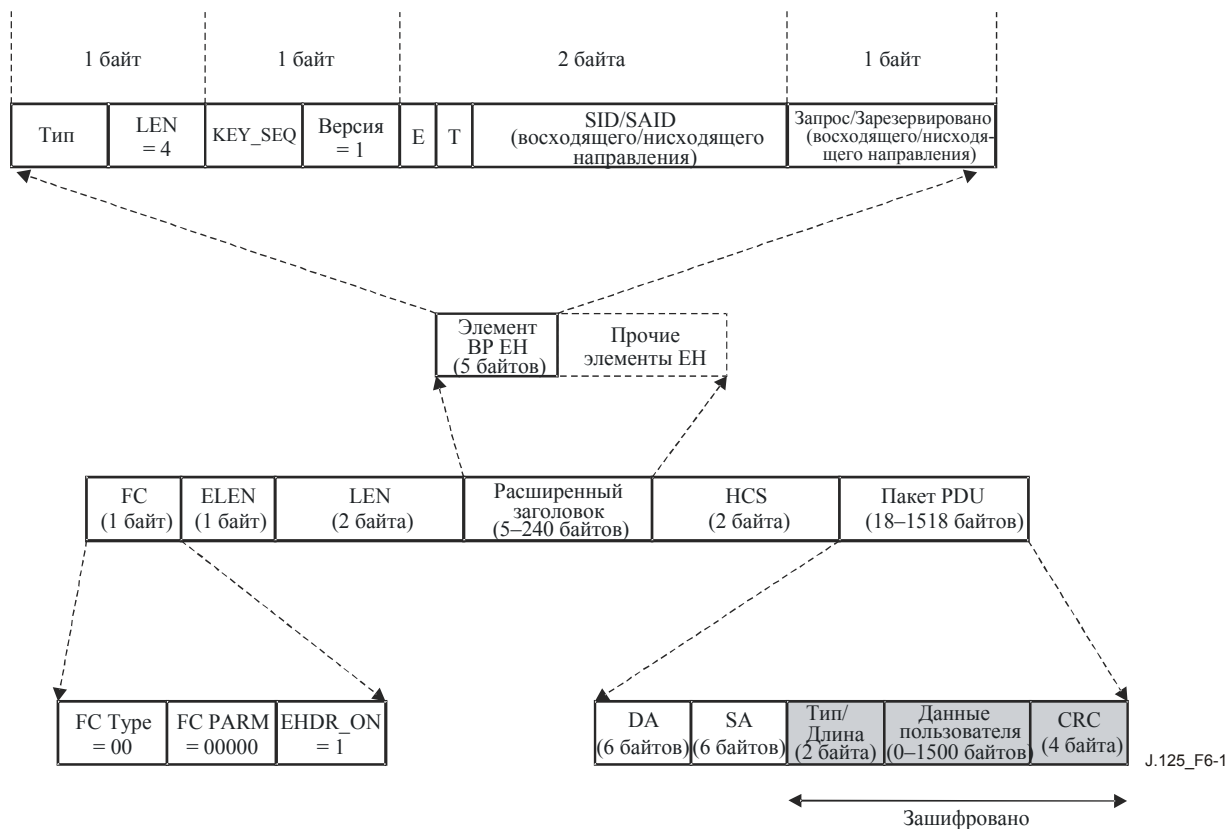 1 байт
1 байт
2 байта
1 байт
Тип
LEN
= 4
KEY_SEQ
Версия
= 1
E
T
SID/SAID
(восходящего/нисходящего
направления)
Запрос/Зарезервировано
(восходящего/нисходя-
щего направления)
Элемент
BP EH
(5 байтов)
Прочие
элементы EH
FC
(1 байт)
ELEN
(1 байт)
LEN
(2 байта)
Расширенный
заголовок
(5–240 байтов)
HCS
(2 байта)
Пакет PDU
(18–1518 байтов)
FC Type
= 00
FC PARM
= 00000
EHDR_ON
= 1
DA
(6 байтов)
SA
(6 байтов)
Тип/
Длина
(2 байта)
Данные
пользователя
(0–1500 байтов)
CRC
(4 байта)
J.125_F6-1
Зашифровано